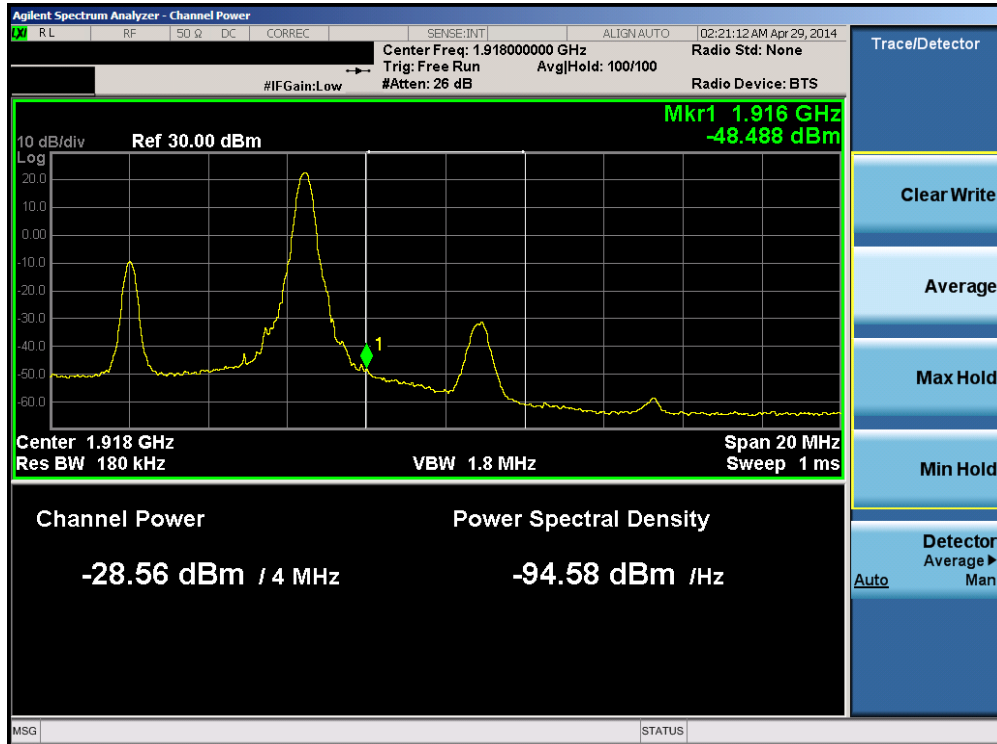 Agilent Spectrum Analyzer - Channel Power
LXI RL RF 50 Ω DC CORREC SENSE:INT ALIGN AUTO 02:21:12 AM Apr 29, 2014
Center Freq: 1.918000000 GHz Radio Std: None
Trig: Free Run Avg|Hold: 100/100
#IFGain:Low #Atten: 26 dB Radio Device: BTS
Trace/Detector
Mkr1 1.916 GHz
10 dB/div Ref 30.00 dBm -48.488 dBm
Log
20.0
10.0
0.00
-10.0
-20.0
-30.0
-40.0
-50.0
-60.0
1
Center 1.918 GHz Span 20 MHz
Res BW 180 kHz VBW 1.8 MHz Sweep 1 ms
Channel Power Power Spectral Density
-28.56 dBm / 4 MHz -94.58 dBm /Hz
Clear Write
Average
Max Hold
Min Hold
Detector
Average
Auto Man
MSG STATUS